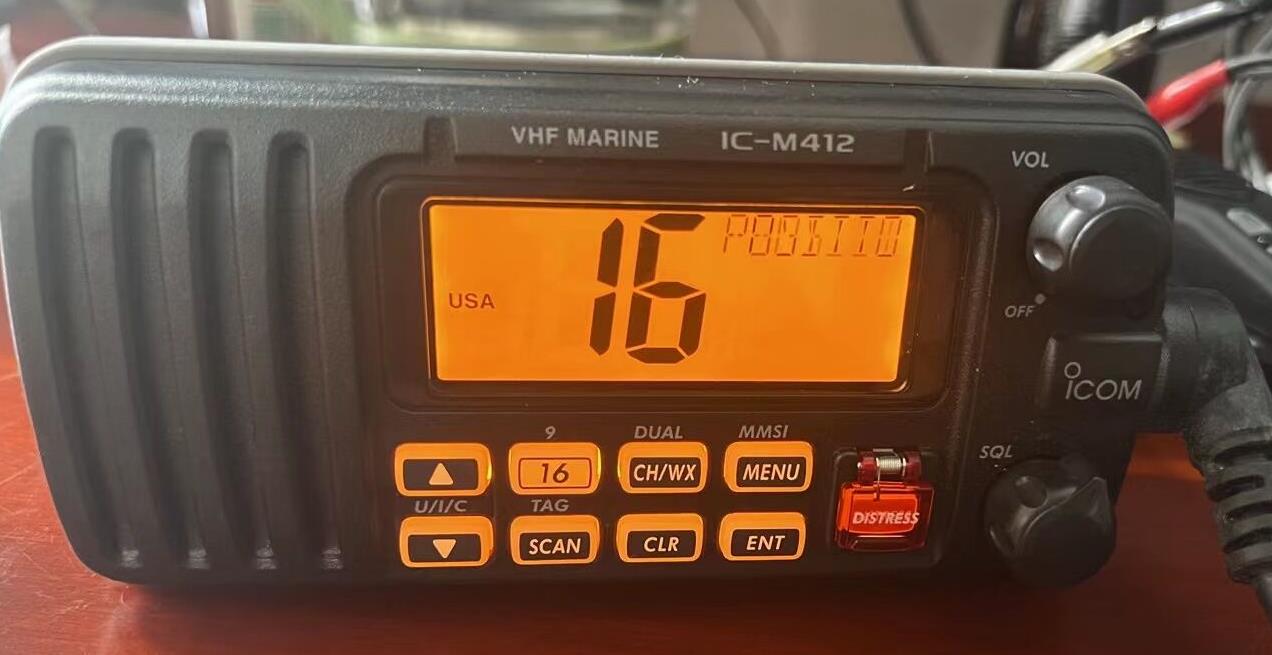 VHF MARINE IC-M412
VOL
16
USA
OFF
iCOM
9 DUAL MMSI
▲ 16 CH/WX MENU
SQL
U/I/C TAG
DISTRESS
▼ SCAN CLR ENT